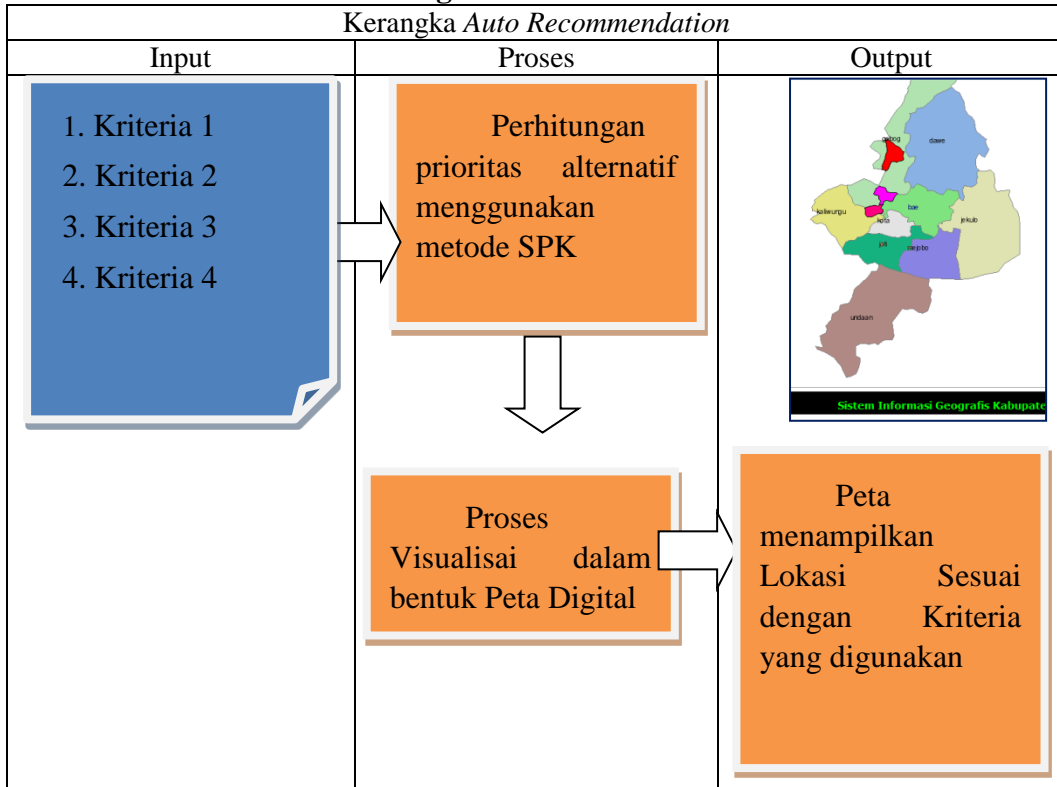 Kerangka Auto Recommendation
Input
Proses
Output
1. Kriteria 1
2. Kriteria 2
3. Kriteria 3
4. Kriteria 4
Perhitungan
prioritas alternatif
menggunakan
metode SPK
Proses
Visualisai dalam
bentuk Peta Digital
dawe
kaliwungu
bae
jekulo
kota
jati
mejobo
undaan
Sistem Informasi Geografis Kabupate
Peta
menampilkan
Lokasi Sesuai
dengan Kriteria
yang digunakan